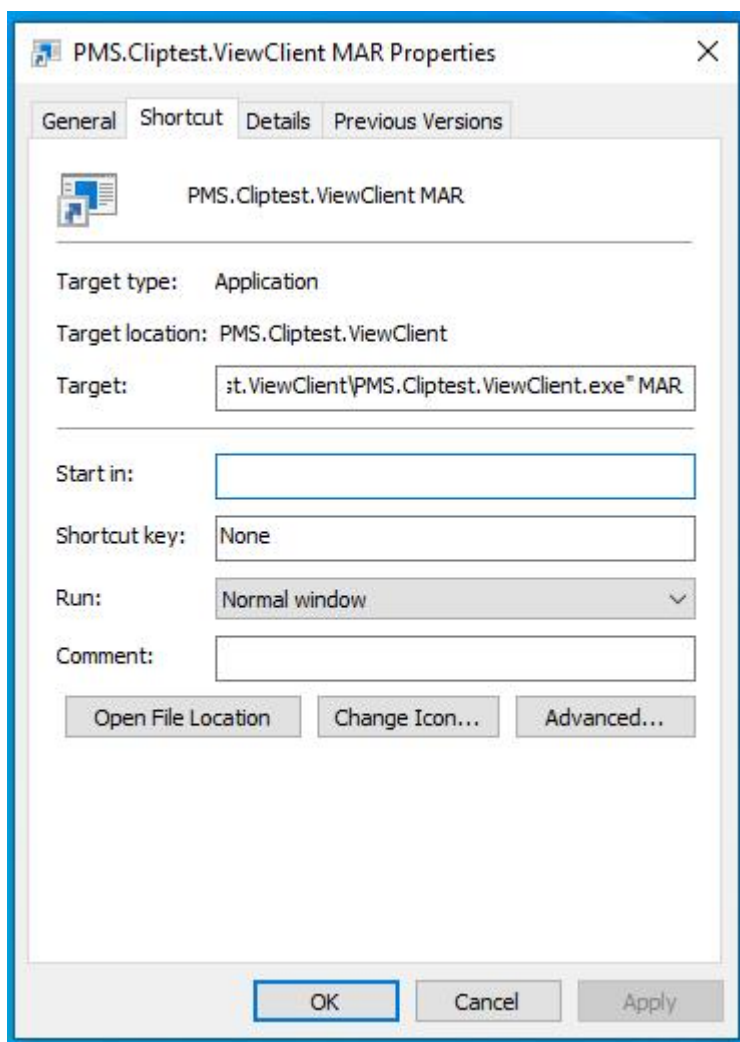 PMS.Cliptest.ViewClient MAR Properties
General Shortcut Details Previous Versions
PMS.Cliptest.ViewClient MAR
Target type: Application
Target location: PMS.Cliptest.ViewClient
Target: st.ViewClient\PMS.Cliptest.ViewClient.exe" MAR
Start in:
Shortcut key: None
Run: Normal window
Comment:
Open File Location Change Icon... Advanced...
OK Cancel Apply